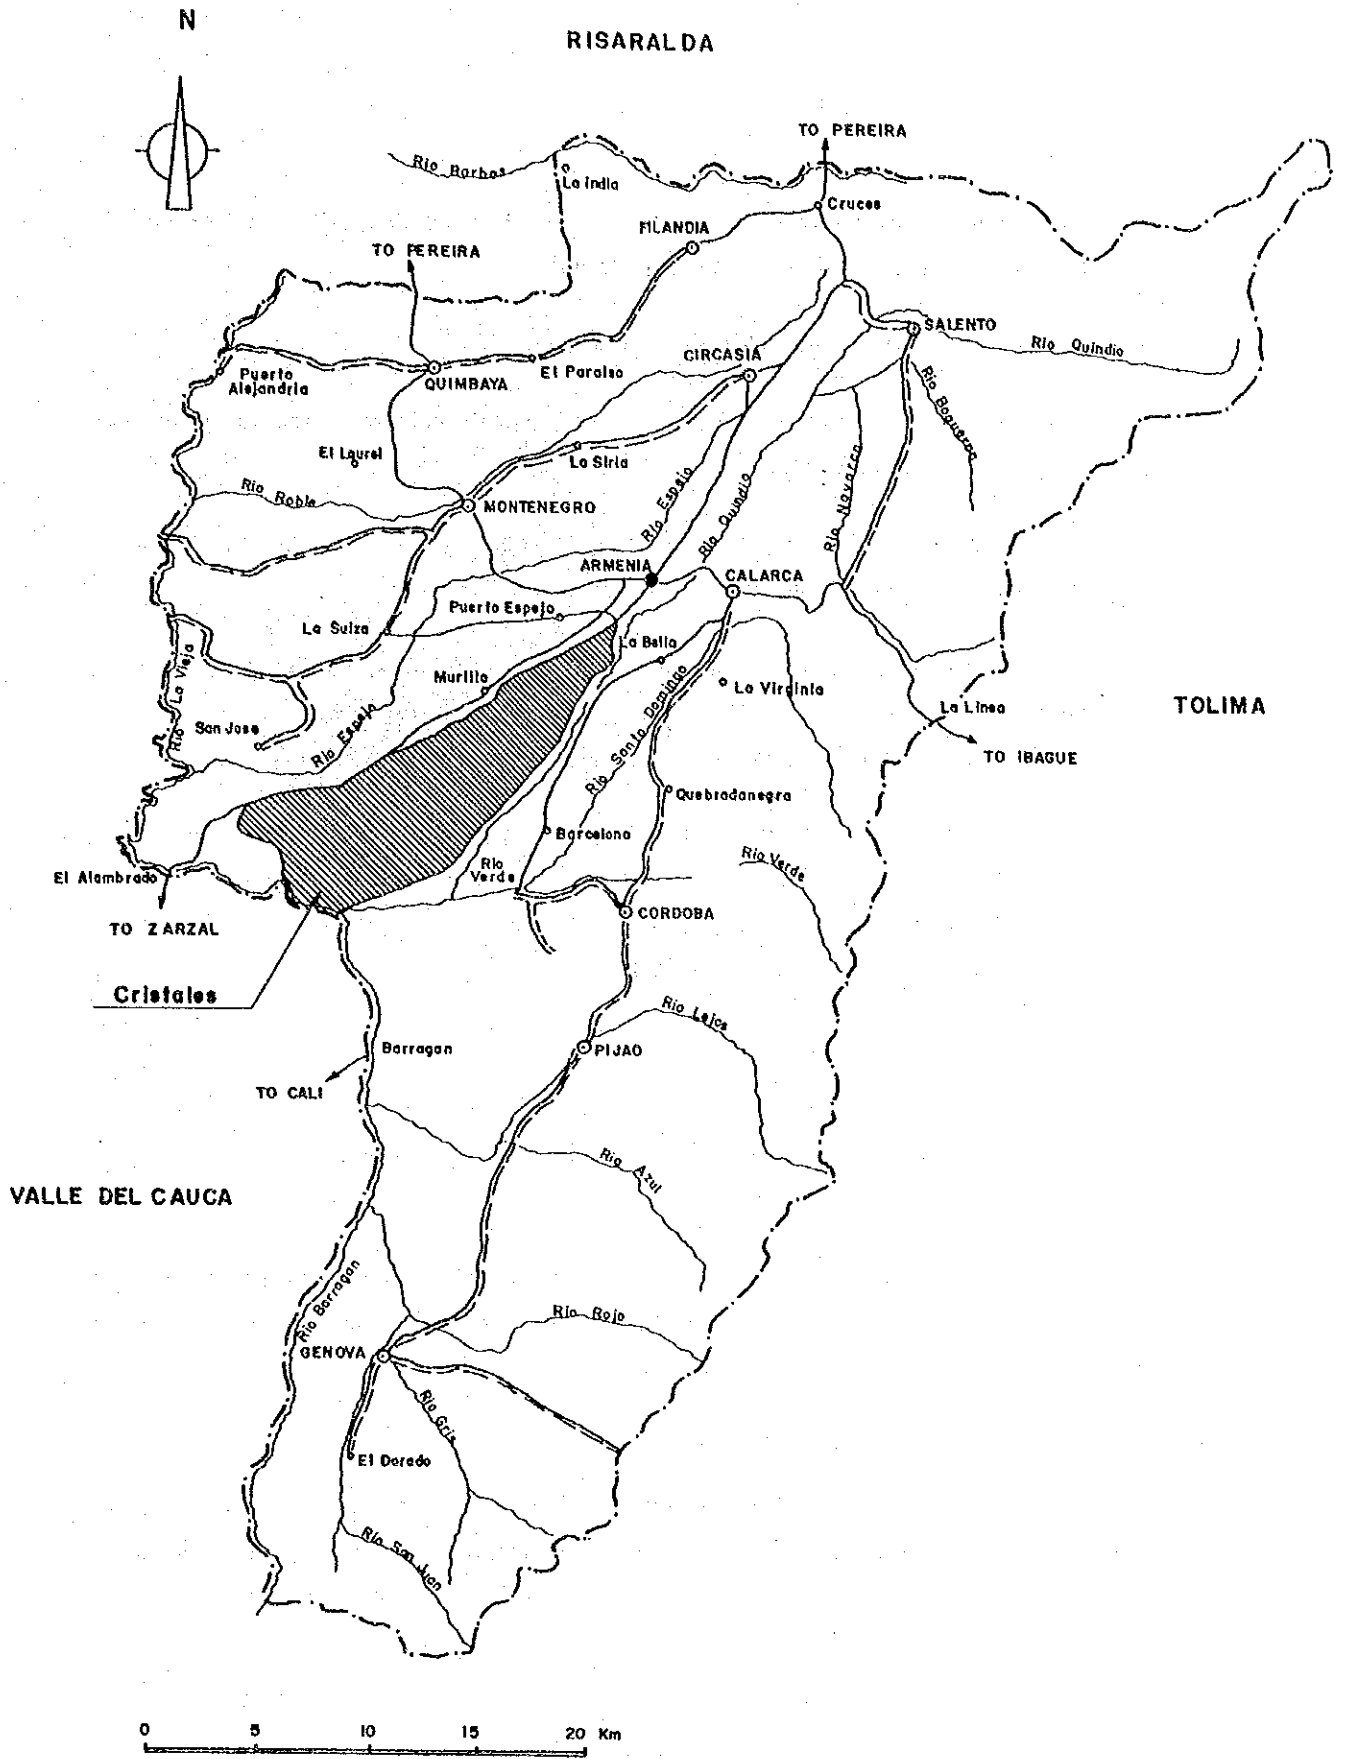 N
RISARALDA
TO PEREIRA
Rio Barbas
La India
Cruces
FILANDIA
TO PEREIRA
SALENTO
Rio Quindio
CIRCASIA
Puerto
Alejandria
QUIMBAYA
El Paraiso
Rio Boquerno
El Laurel
La Siria
Rio Espejo
Rio Quindio
Rio Navarco
Rio Roble
MONTENEGRO
ARMENIA
CALARCA
Puerto Espejo
La Suiza
La Bella
Rio La Vieja
Murillo
La Virginia
Rio Santo Domingo
San Jose
Rio Espejo
La Linea
TOLIMA
TO IBAGUE
Quebradanegra
Barcelona
Rio
Verde
Rio Verde
El Alambrado
CORDOBA
TO ZARZAL
Cristales
Rio Lejos
Barragan
PIJAO
TO CALI
Rio Azul
VALLE DEL CAUCA
Rio Barragan
Rio Rojo
GENOVA
Rio Gris
El Dorado
Rio San Juan
0 5 10 15 20 Km